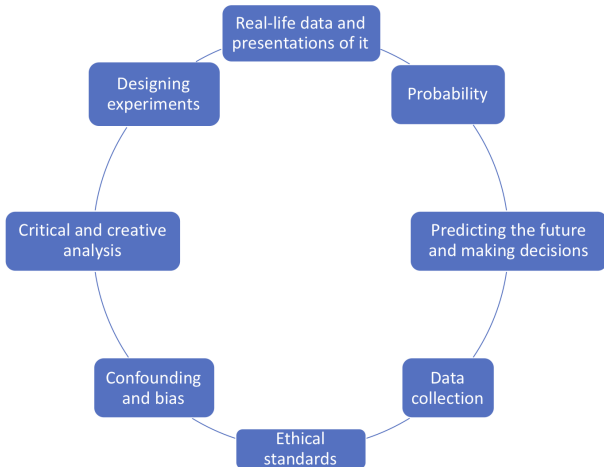 Real-life data and
presentations of it
Probability
Predicting the future
and making decisions
Data
collection
Ethical
standards
Confounding
and bias
Critical and creative
analysis
Designing
experiments